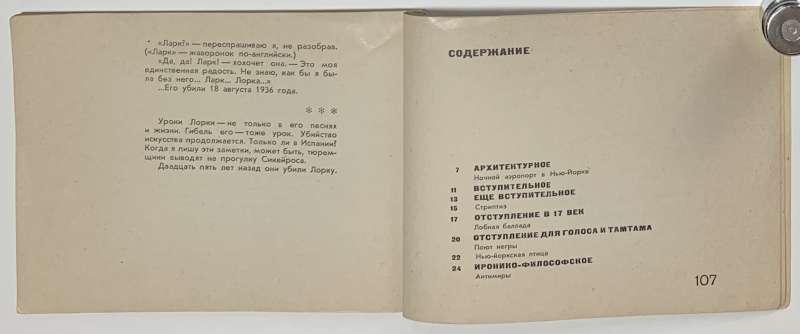 «Ларк?» — переспрашиваю я, не разобрав.
(«Ларк» — жаворонок по-английски.)
«Да, да! Ларк! — хохочет она. — Это моя
единственная радость. Не знаю, как бы я бы-
ла без него... Ларк... Лорка...»
...Его убили 18 августа 1936 года.
* * *
Уроки Лорки — не только в его песнях
и жизни. Гибель его — тоже урок. Убийство
искусства продолжается. Только ли в Испании?
Когда я пишу эти заметки, может быть, тюрем-
щики выводят на прогулку Сикейроса.
Двадцать пять лет назад они убили Лорку.
СОДЕРЖАНИЕ
7 АРХИТЕКТУРНОЕ
Ночной аэропорт в Нью-Йорке
11 ВСТУПИТЕЛЬНОЕ
13 ЕЩЕ ВСТУПИТЕЛЬНОЕ
15 Стриптиз
17 ОТСТУПЛЕНИЕ В 17 ВЕК
Лобная баллада
20 ОТСТУПЛЕНИЕ ДЛЯ ГОЛОСА И ТАМТАМА
Поют негры
22 Нью-йоркская птица
24 ИРОНИКО-ФИЛОСОФСКОЕ
Антимиры
107